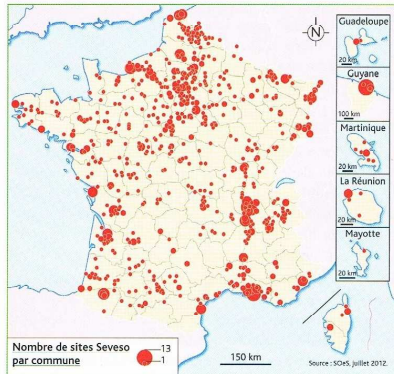 N
Guadeloupe
20 km
Guyane
100 km
Martinique
20 km
La Réunion
20 km
Mayotte
20 km
Nombre de sites Seveso
par commune
13
1
150 km
Source : SOeS, juillet 2012.